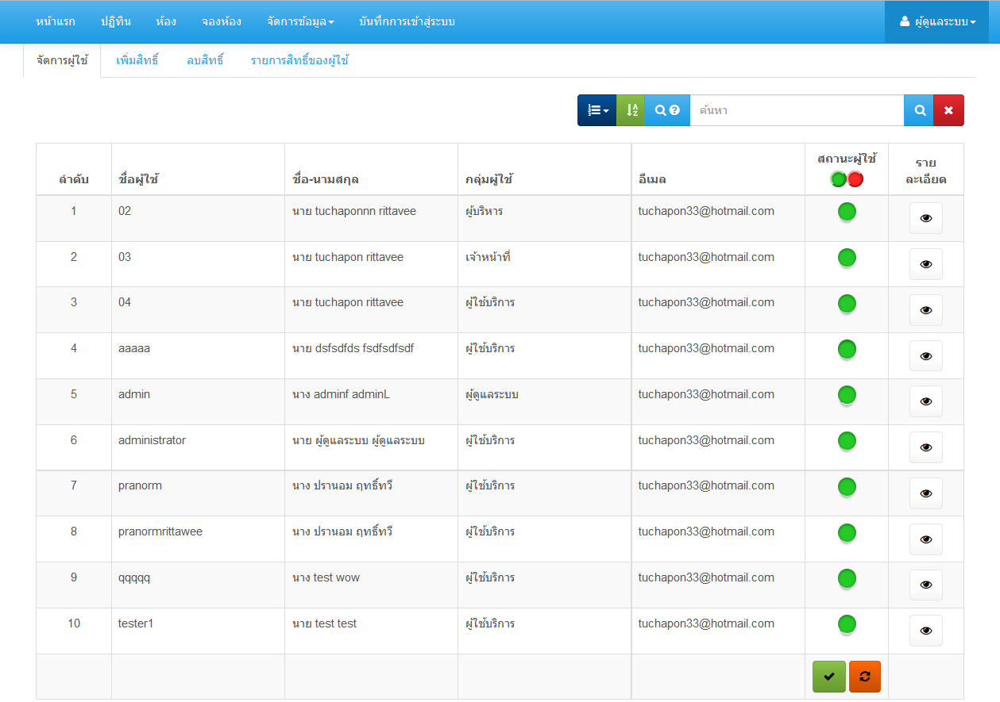 หน้าแรก ปฏิทิน ห้อง จองห้อง จัดการข้อมูล บันทึกการเข้าสู่ระบบ ผู้ดูแลระบบ
จัดการผู้ใช้ เพิ่มสิทธิ์ ลบสิทธิ์ รายการสิทธิ์ของผู้ใช้
ค้นหา
ลำดับ ชื่อผู้ใช้ ชื่อ-นามสกุล กลุ่มผู้ใช้ อีเมล สถานะผู้ใช้ ราย
ละเอียด
1 02 นาย tuchaponnn rittavee ผู้บริหาร tuchapon33@hotmail.com
2 03 นาย tuchapon rittavee เจ้าหน้าที่ tuchapon33@hotmail.com
3 04 นาย tuchapon rittavee ผู้ใช้บริการ tuchapon33@hotmail.com
4 aaaaa นาย dsfsdfds fsdfsdfsdf ผู้ใช้บริการ tuchapon33@hotmail.com
5 admin นาง adminf adminL ผู้ดูแลระบบ tuchapon33@hotmail.com
6 administrator นาย ผู้ดูแลระบบ ผู้ดูแลระบบ ผู้ใช้บริการ tuchapon33@hotmail.com
7 pranorm นาง ปรานอม ฤทธิ์ทวี ผู้ใช้บริการ tuchapon33@hotmail.com
8 pranormrittawee นาง ปรานอม ฤทธิ์ทวี ผู้ใช้บริการ tuchapon33@hotmail.com
9 qqqqq นาง test wow ผู้ใช้บริการ tuchapon33@hotmail.com
10 tester1 นาย test test ผู้ใช้บริการ tuchapon33@hotmail.com